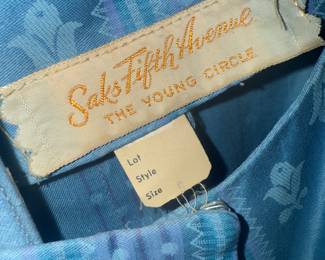 Saks Fifth Avenue
THE YOUNG CIRCLE
Lot
Style
Size